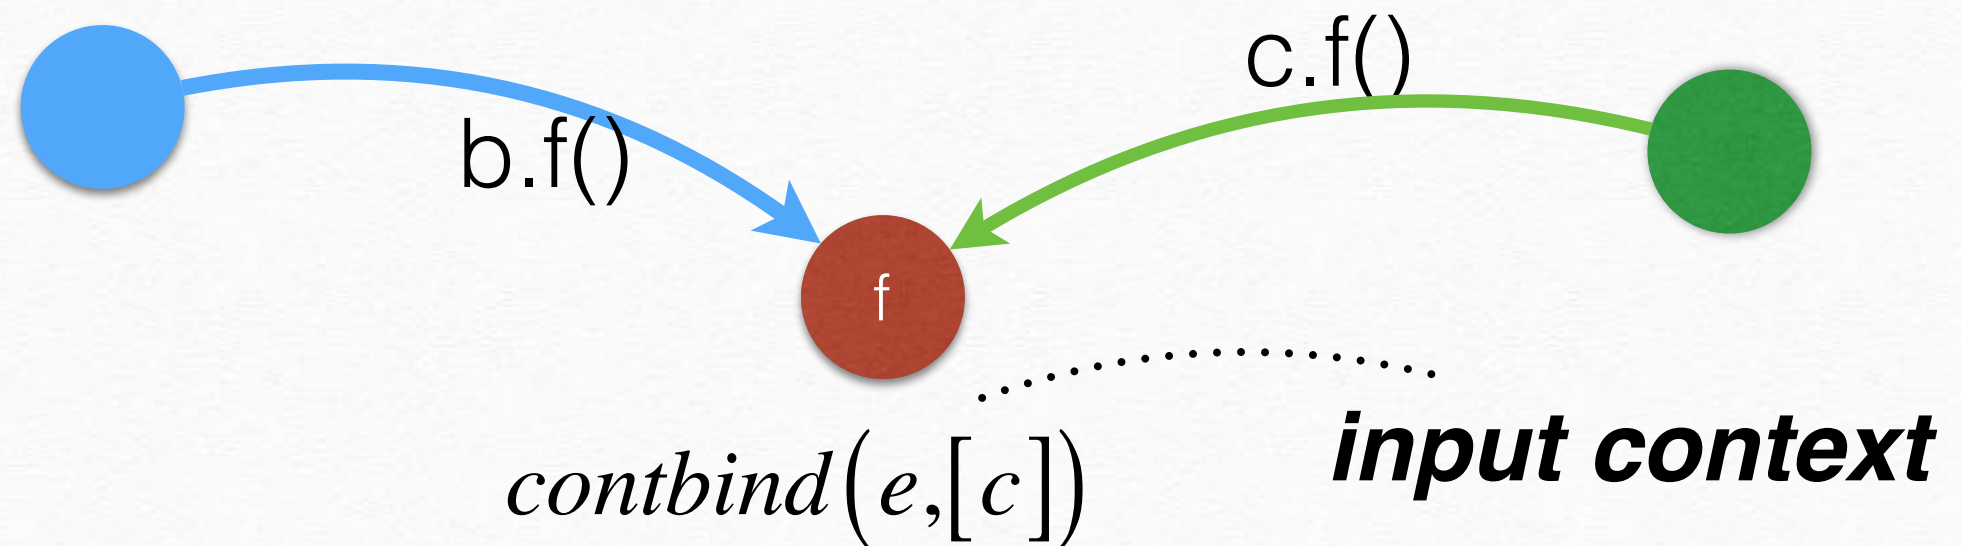 c.f()
b.f()
f
input context
contbind(e,[c])